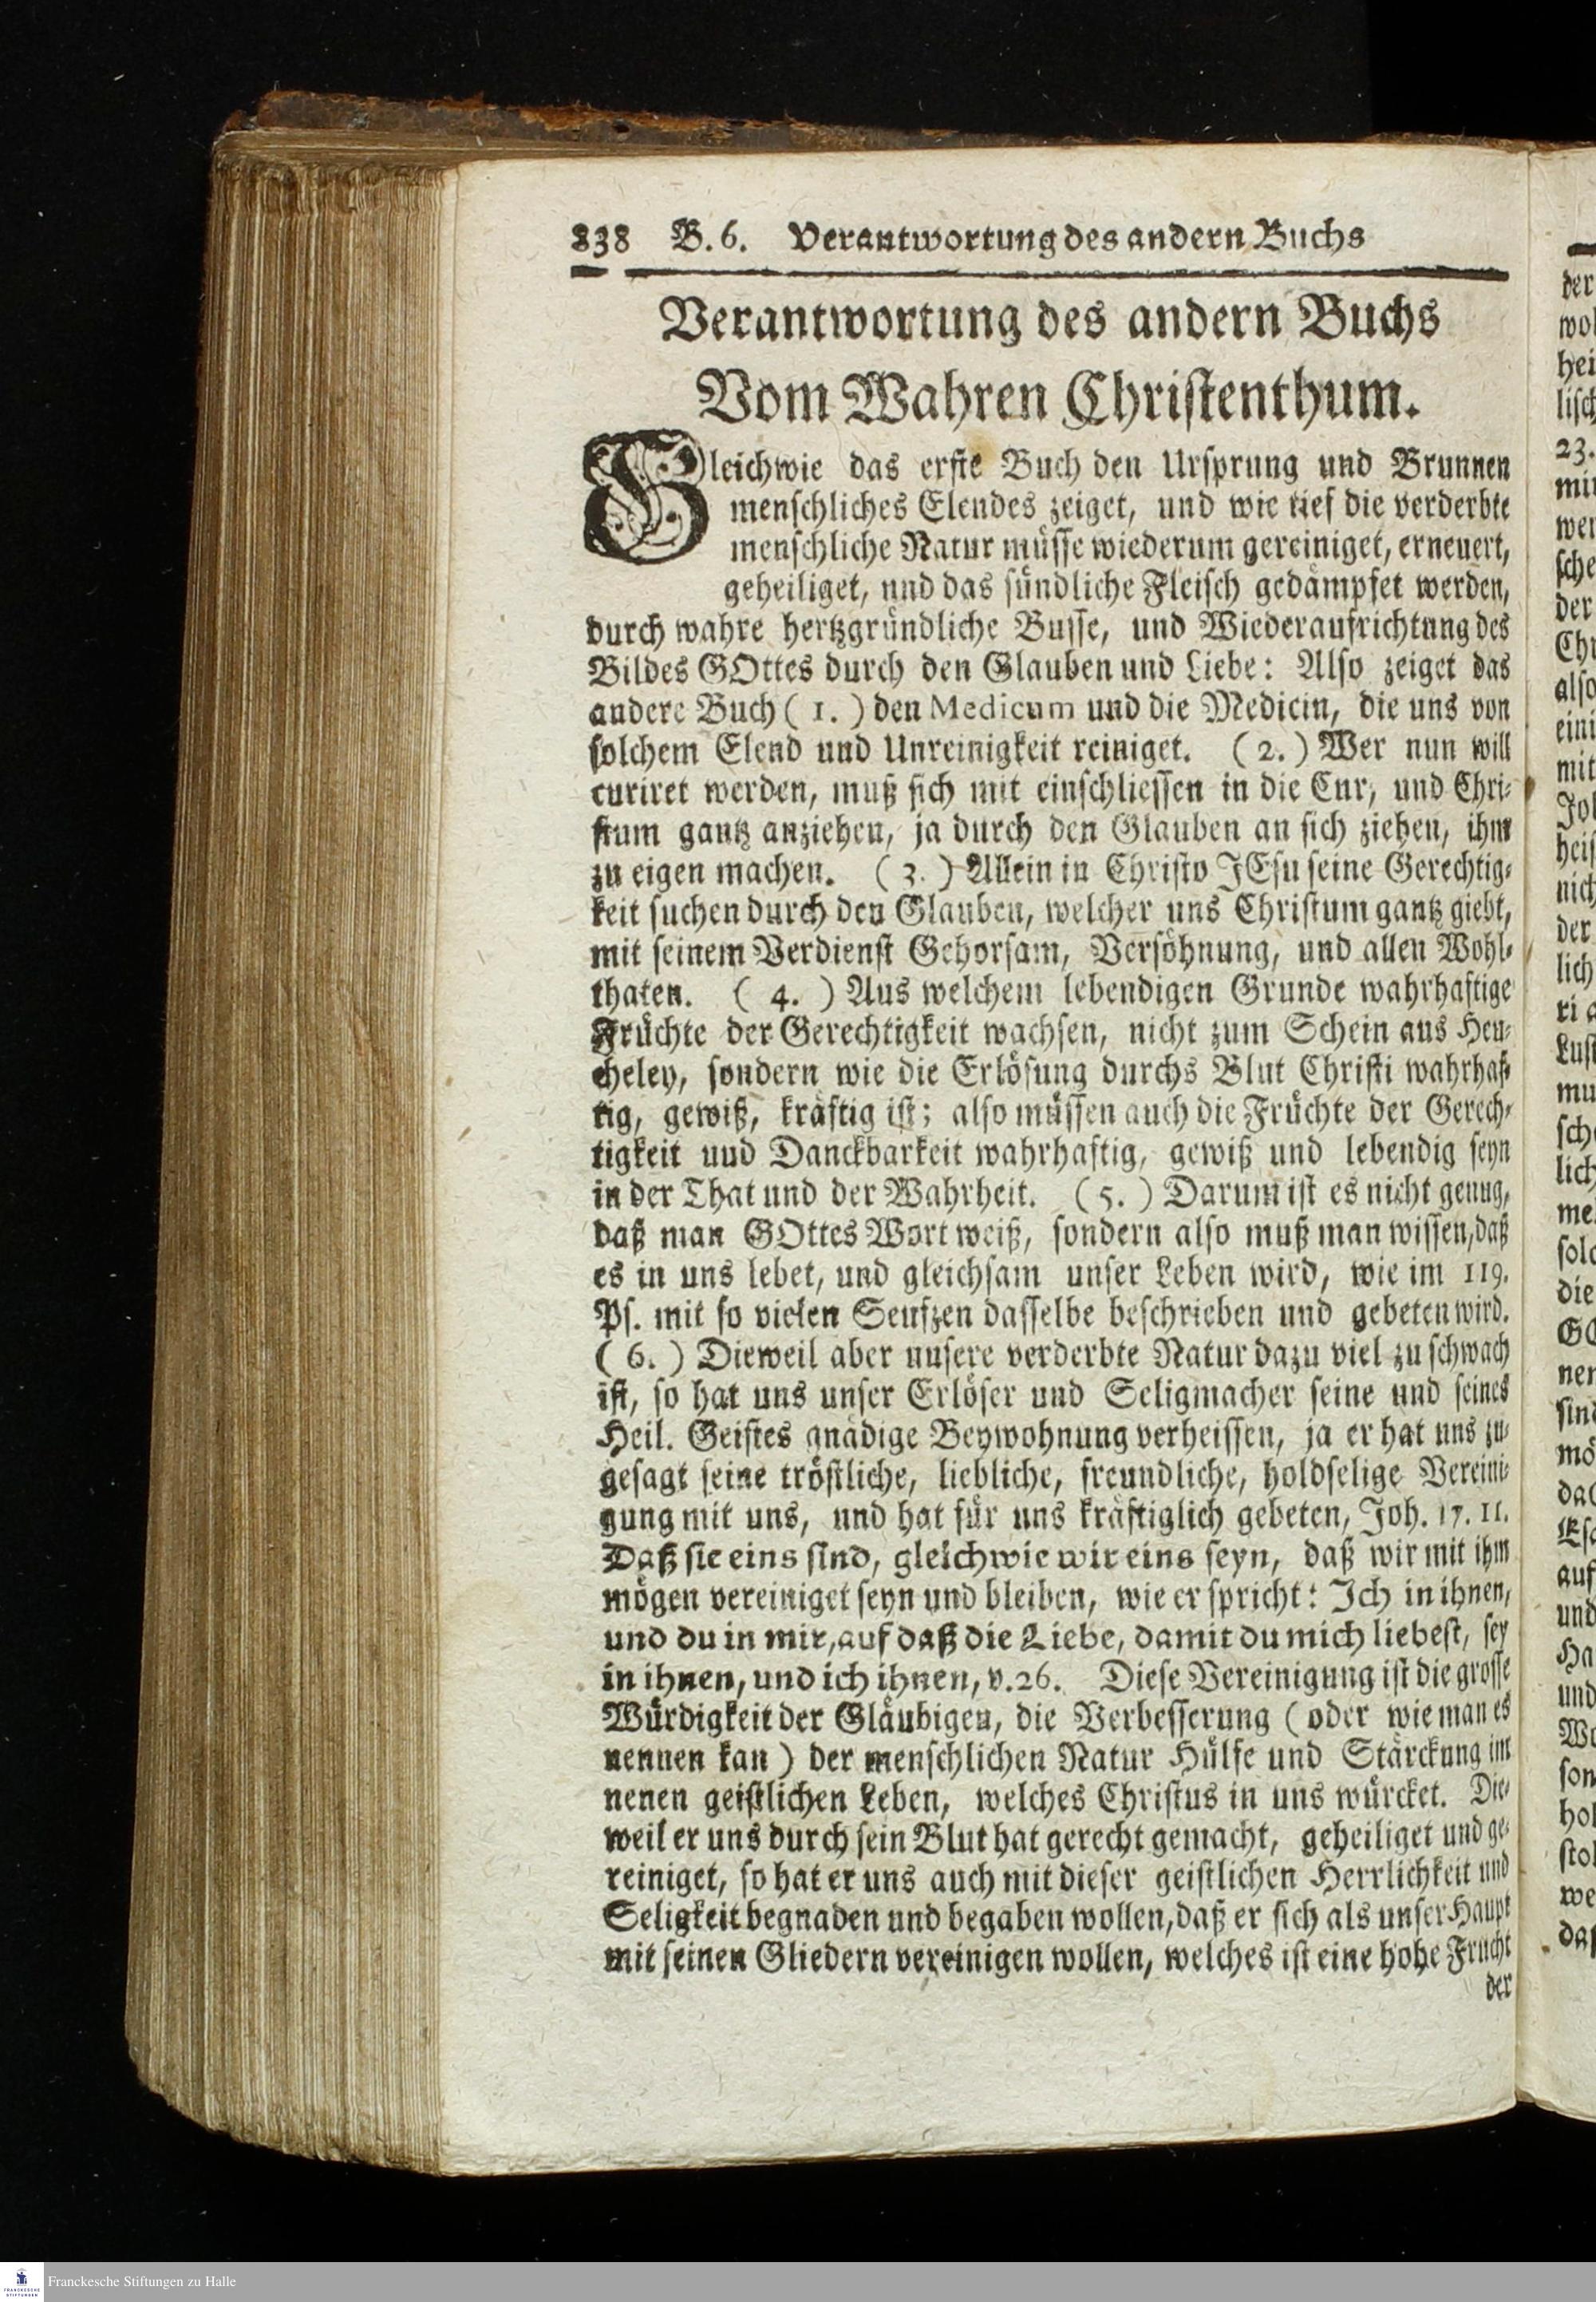 838 B. 6. Verantwortung des andern Buchs
Verantwortung des andern Buchs
Vom Wahren Christenthum.
Gleichwie das erste Buch den Ursprung und Brunnen
menschliches Elendes zeiget, und wie tief die verderbte
menschliche Natur müsse wiederum gereiniget, erneuert,
geheiliget, und das sündliche Fleisch gedämpfet werden,
durch wahre hertzgründliche Busse, und Wiederaufrichtung des
Bildes GOttes durch den Glauben und Liebe: Also zeiget das
andere Buch ( 1. ) den Medicum und die Medicin, die uns von
solchem Elend und Unreinigkeit reiniget. ( 2. ) Wer nun will
curiret werden, muß sich mit einschliessen in die Cur, und Chri-
stum gantz anziehen, ja durch den Glauben an sich ziehen, ihm
zu eigen machen. ( 3. ) Allein in Christo JEsu seine Gerechtig-
keit suchen durch den Glauben, welcher uns Christum gantz giebt,
mit seinem Verdienst Gehorsam, Versöhnung, und allen Wohl-
thaten. ( 4. ) Aus welchem lebendigen Grunde wahrhaftige
Früchte der Gerechtigkeit wachsen, nicht zum Schein aus Heu-
cheley, sondern wie die Erlösung durchs Blut Christi wahrhaf-
tig, gewiß, kräftig ist; also müssen auch die Früchte der Gerech-
tigkeit uud Danckbarkeit wahrhaftig, gewiß und lebendig seyn
in der That und der Wahrheit. ( 5. ) Darum ist es nicht genug,
daß man GOttes Wort weiß, sondern also muß man wissen, daß
es in uns lebet, und gleichsam unser Leben wird, wie im 119.
Ps. mit so vielen Seufzen dasselbe beschrieben und gebeten wird.
( 6. ) Dieweil aber unsere verderbte Natur dazu viel zu schwach
ist, so hat uns unser Erlöser und Seligmacher seine und seines
Heil. Geistes gnädige Beywohnung verheissen, ja er hat uns zu-
gesagt seine tröstliche, liebliche, freundliche, holdselige Vereini-
gung mit uns, und hat für uns kräftiglich gebeten, Joh. 17. 11.
Daß sie eins sind, gleichwie wir eins seyn, daß wir mit ihm
mögen vereiniget seyn und bleiben, wie er spricht: Ich in ihnen,
und du in mir, auf daß die Liebe, damit du mich liebest, sey
in ihnen, und ich ihnen, v. 26. Diese Vereinigung ist die grosse
Würdigkeit der Gläubigen, die Verbesserung ( oder wie man es
nennen kan ) der menschlichen Natur Hülfe und Stärckung im
nenen geistlichen Leben, welches Christus in uns würcket. Die-
weil er uns durch sein Blut hat gerecht gemacht, geheiliget und ge-
reiniget, so hat er uns auch mit dieser geistlichen Herrlichkeit und
Seligkeit begnaden und begaben wollen, daß er sich als unser Haupt
mit seinen Gliedern vereinigen wollen, welches ist eine hohe Frucht
der
Franckesche Stiftungen zu Halle